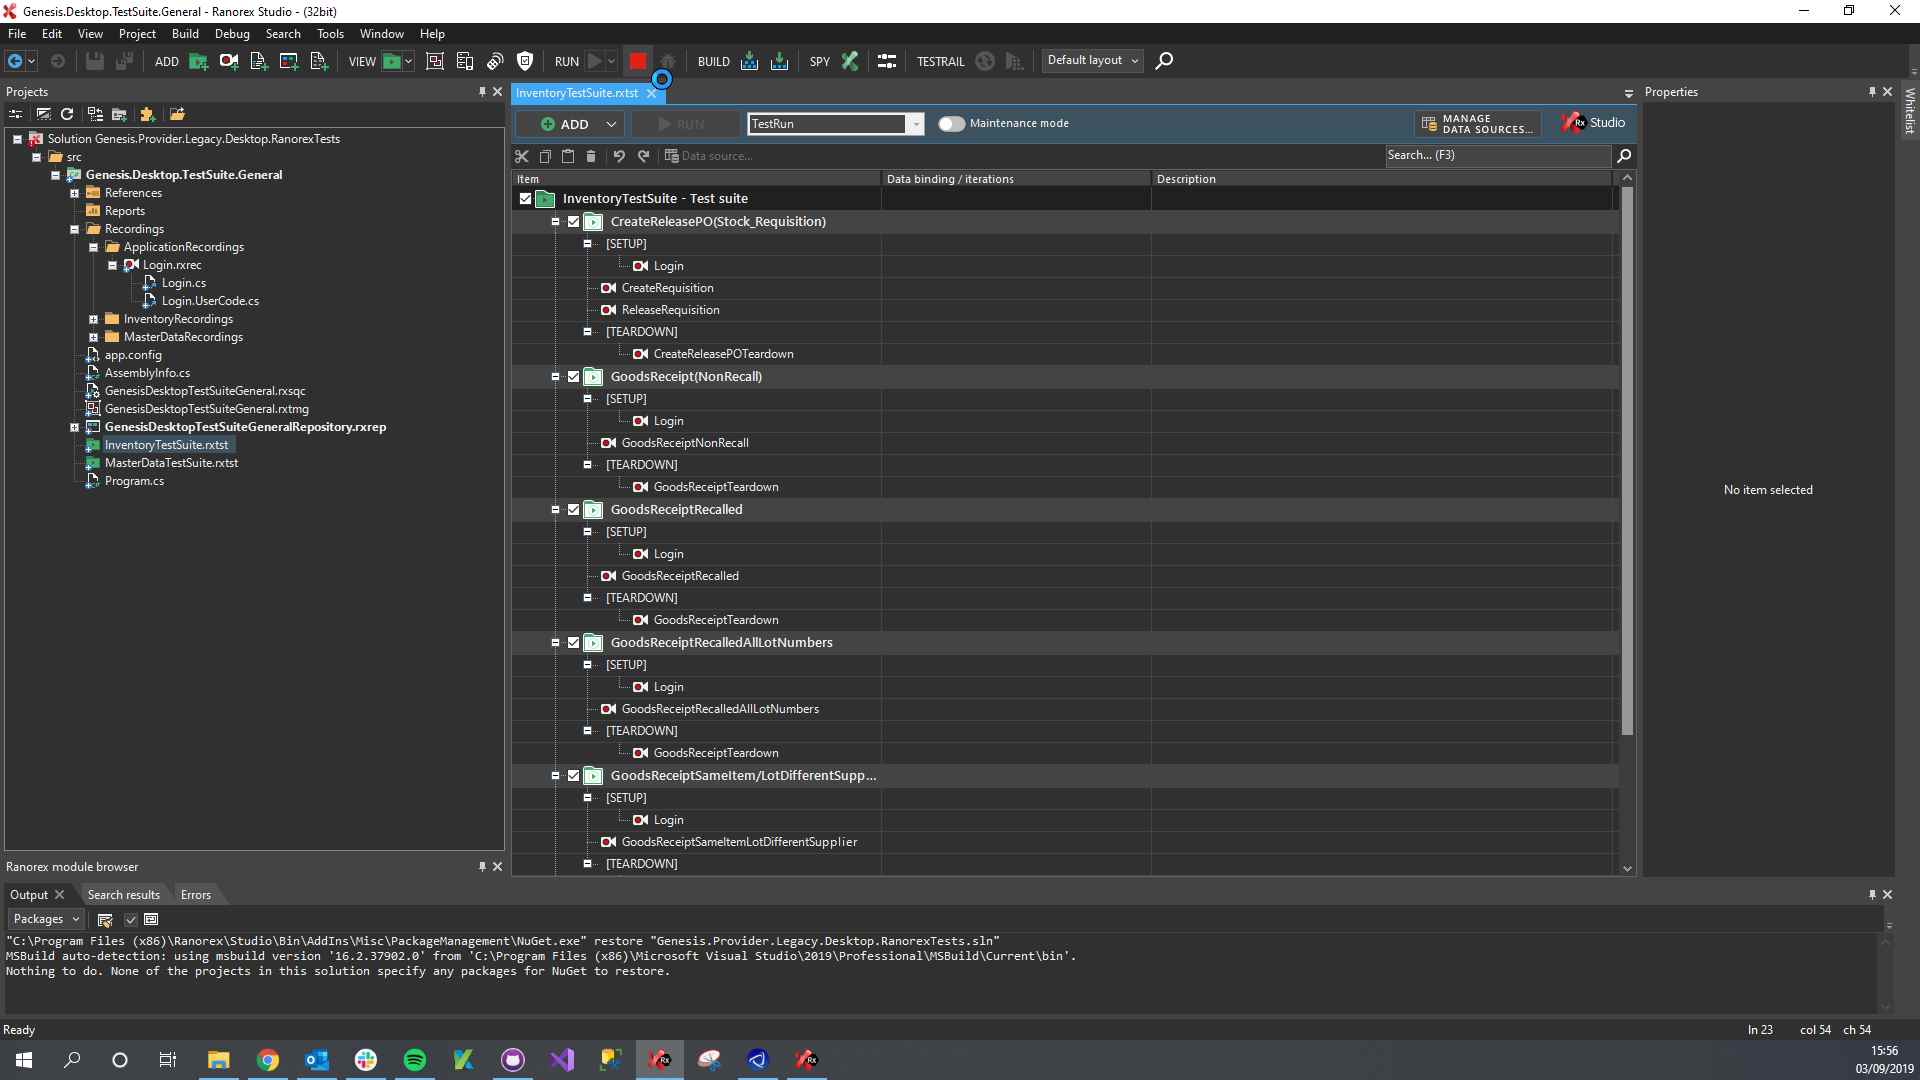 Genesis.Desktop.TestSuite.General - Ranorex Studio - (32bit)
File Edit View Project Build Debug Search Tools Window Help
ADD VIEW RUN BUILD SPY TESTRAIL Default layout
Projects
Solution Genesis.Provider.Legacy.Desktop.RanorexTests
src
Genesis.Desktop.TestSuite.General
References
Reports
Recordings
ApplicationRecordings
Login.rxrec
Login.cs
Login.UserCode.cs
InventoryRecordings
MasterDataRecordings
app.config
AssemblyInfo.cs
GenesisDesktopTestSuiteGeneral.rxsqc
GenesisDesktopTestSuiteGeneral.rxtmg
GenesisDesktopTestSuiteGeneralRepository.rxrep
InventoryTestSuite.rxtst
MasterDataTestSuite.rxtst
Program.cs
Ranorex module browser
InventoryTestSuite.rxtst
ADD RUN TestRun Maintenance mode MANAGE DATA SOURCES... Rx Studio
Data source... Search... (F3)
Item Data binding / iterations Description
InventoryTestSuite - Test suite
CreateReleasePO(Stock_Requisition)
[SETUP]
Login
CreateRequisition
ReleaseRequisition
[TEARDOWN]
CreateReleasePOTeardown
GoodsReceipt(NonRecall)
[SETUP]
Login
GoodsReceiptNonRecall
[TEARDOWN]
GoodsReceiptTeardown
GoodsReceiptRecalled
[SETUP]
Login
GoodsReceiptRecalled
[TEARDOWN]
GoodsReceiptTeardown
GoodsReceiptRecalledAllLotNumbers
[SETUP]
Login
GoodsReceiptRecalledAllLotNumbers
[TEARDOWN]
GoodsReceiptTeardown
GoodsReceiptSameItem/LotDifferentSupp...
[SETUP]
Login
GoodsReceiptSameItemLotDifferentSupplier
[TEARDOWN]
Properties
No item selected
Whitelist
Output Search results Errors
Packages
"C:\Program Files (x86)\Ranorex\Studio\Bin\AddIns\Misc\PackageManagement\NuGet.exe" restore "Genesis.Provider.Legacy.Desktop.RanorexTests.sln"
MSBuild auto-detection: using msbuild version '16.2.37902.0' from 'C:\Program Files (x86)\Microsoft Visual Studio\2019\Professional\MSBuild\Current\bin'.
Nothing to do. None of the projects in this solution specify any packages for NuGet to restore.
Ready ln 23 col 54 ch 54
15:56
03/09/2019